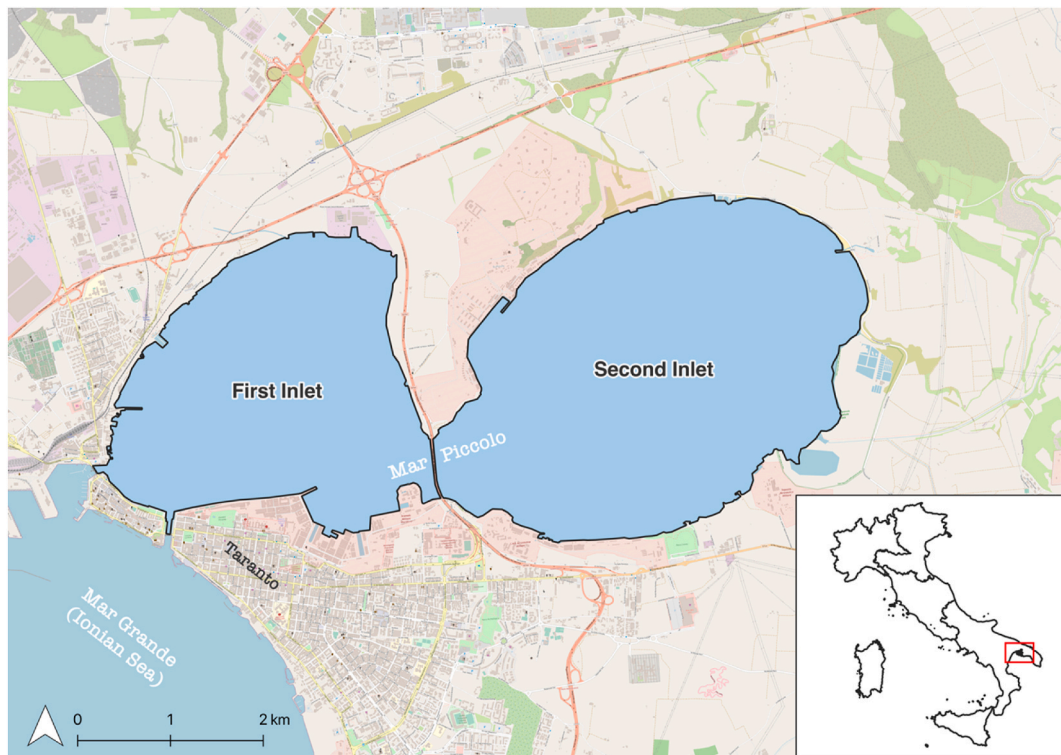 First Inlet
Second Inlet
Mar Piccolo
Taranto
Mar Grande
(Ionian Sea)
0 1 2 km